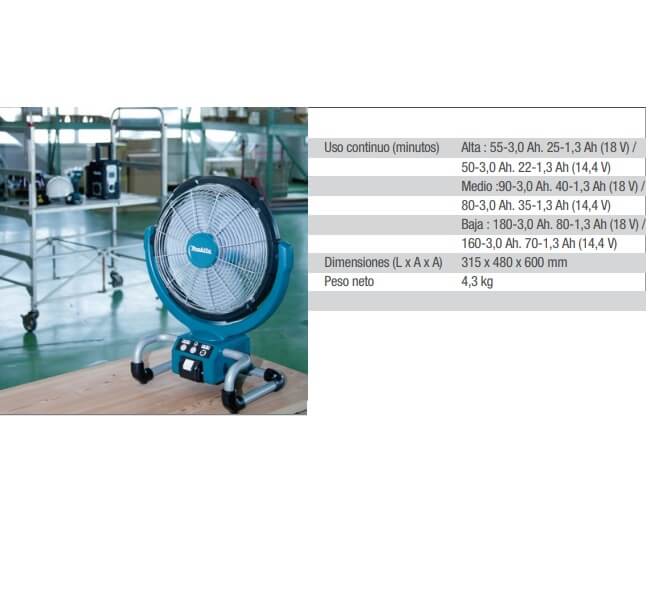 makita
Uso continuo (minutos) Alta : 55-3,0 Ah. 25-1,3 Ah (18 V) /
50-3,0 Ah. 22-1,3 Ah (14,4 V)
Medio :90-3,0 Ah. 40-1,3 Ah (18 V) /
80-3,0 Ah. 35-1,3 Ah (14,4 V)
Baja : 180-3,0 Ah. 80-1,3 Ah (18 V) /
160-3,0 Ah. 70-1,3 Ah (14,4 V)
Dimensiones (L x A x A) 315 x 480 x 600 mm
Peso neto 4,3 kg